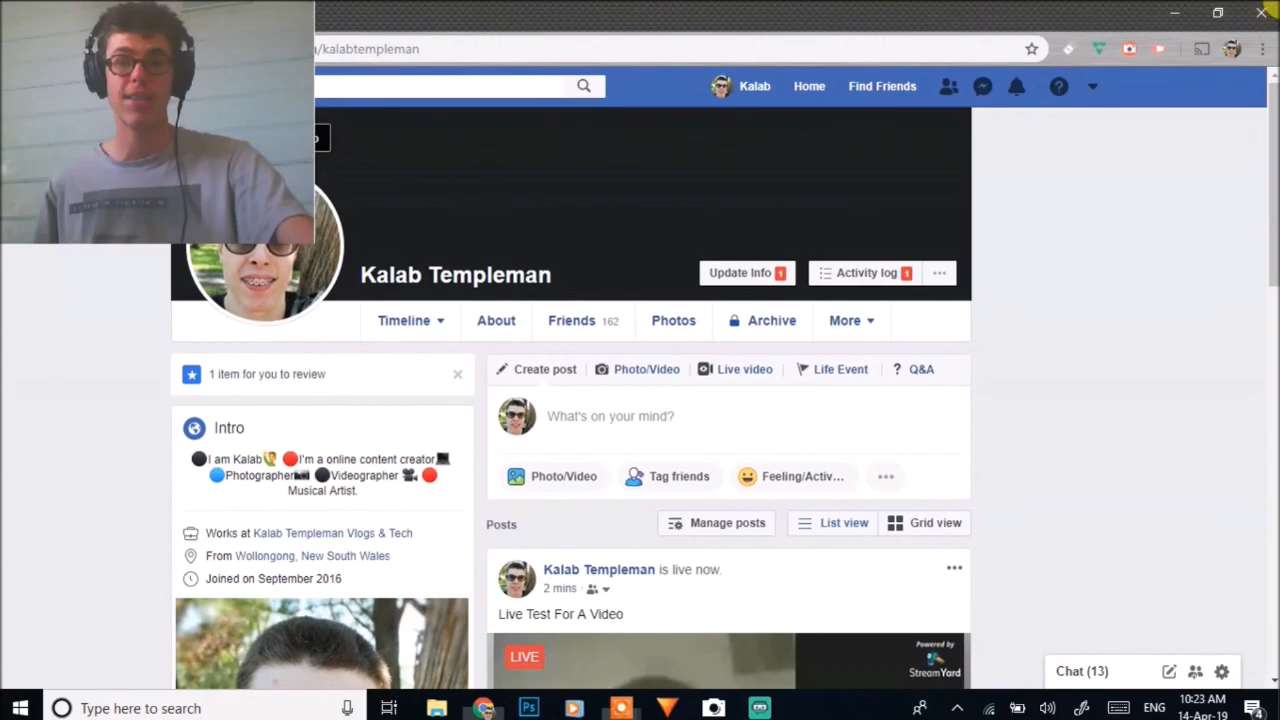 /kalabtempleman
Kalab Home Find Friends
Kalab Templeman
Update Info 1 Activity log 1 ...
Timeline About Friends 162 Photos Archive More
1 item for you to review
Create post Photo/Video Live video Life Event ? Q&A
Intro
What's on your mind?
I am Kalab I'm a online content creator
Photographer Videographer
Musical Artist.
Photo/Video Tag friends Feeling/Activ... ...
Posts Manage posts List view Grid view
Works at Kalab Templeman Vlogs & Tech
From Wollongong, New South Wales
Joined on September 2016
Kalab Templeman is live now.
2 mins ·
Live Test For A Video
LIVE
Powered by
StreamYard
Chat (13)
Type here to search
Ps
ENG
10:23 AM
14-Apr-19
4